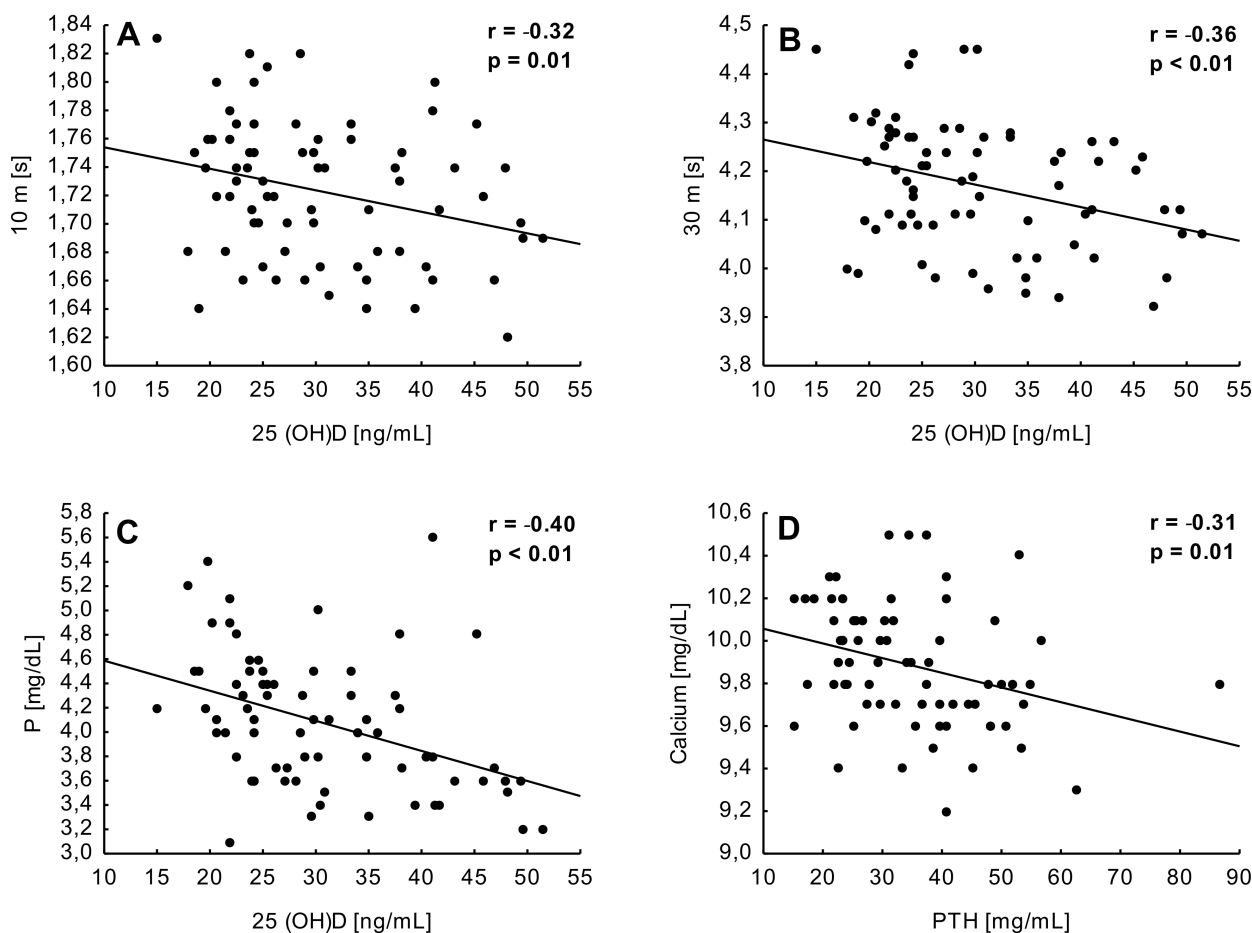 A
r = -0.32
p = 0.01
10 m [s]
1,84
1,82
1,80
1,78
1,76
1,74
1,72
1,70
1,68
1,66
1,64
1,62
1,60
10 15 20 25 30 35 40 45 50 55
25 (OH)D [ng/mL]
B
r = -0.36
p < 0.01
30 m [s]
4,5
4,4
4,3
4,2
4,1
4,0
3,9
3,8
10 15 20 25 30 35 40 45 50 55
25 (OH)D [ng/mL]
C
r = -0.40
p < 0.01
P [mg/dL]
5,8
5,6
5,4
5,2
5,0
4,8
4,6
4,4
4,2
4,0
3,8
3,6
3,4
3,2
3,0
10 15 20 25 30 35 40 45 50 55
25 (OH)D [ng/mL]
D
r = -0.31
p = 0.01
Calcium [mg/dL]
10,6
10,4
10,2
10,0
9,8
9,6
9,4
9,2
9,0
10 20 30 40 50 60 70 80 90
PTH [mg/mL]